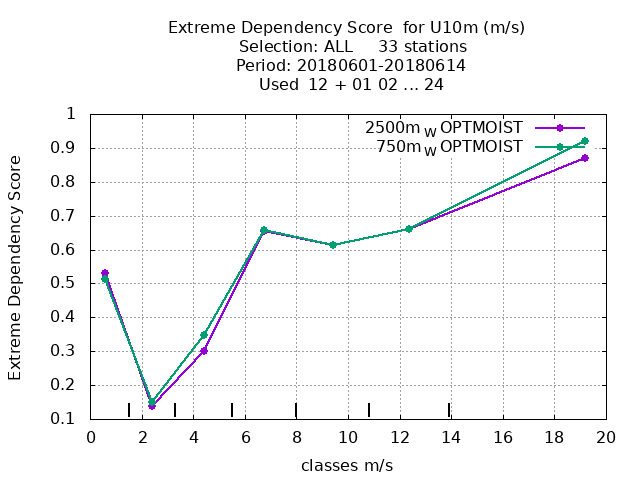 Extreme Dependency Score  for U10m (m/s)
Selection: ALL     33 stations
Period: 20180601-20180614
Used  12 + 01 02 ... 24
1
0.9
0.8
0.7
0.6
0.5
0.4
0.3
0.2
0.1
Extreme Dependency Score
2500m W OPTMOIST
750m W OPTMOIST
0 2 4 6 8 10 12 14 16 18 20
classes m/s